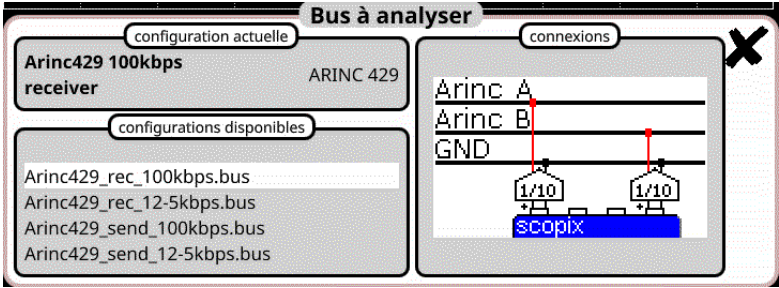 Bus à analyser
configuration actuelle
Arinc429 100kbps
receiver
ARINC 429
configurations disponibles
Arinc429_rec_100kbps.bus
Arinc429_rec_12-5kbps.bus
Arinc429_send_100kbps.bus
Arinc429_send_12-5kbps.bus
connexions
Arinc A
Arinc B
GND
1/10 1/10
+ +
scopix